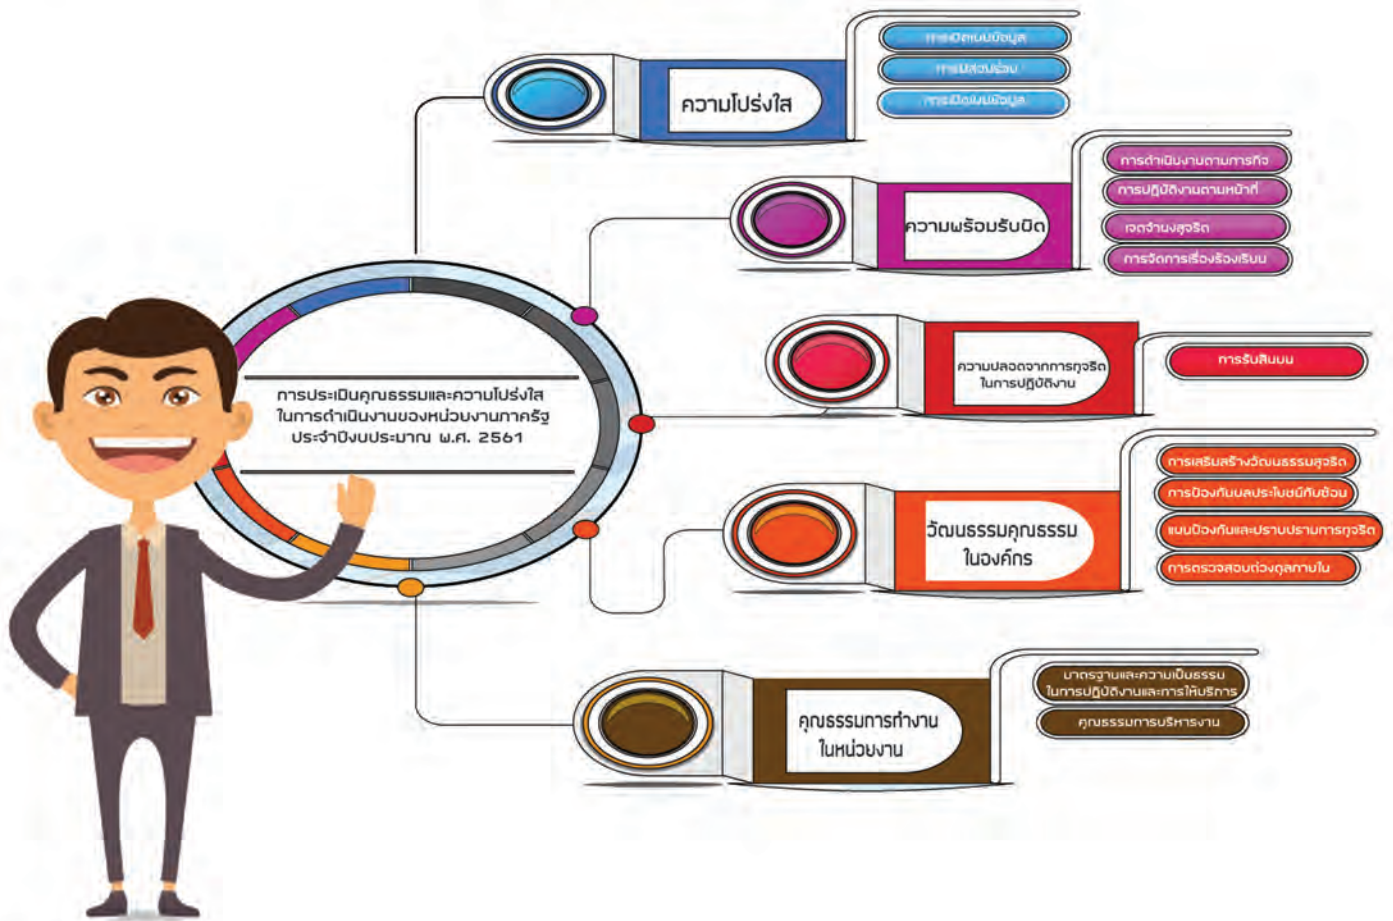 การประเมินคุณธรรมและความโปร่งใส
ในการดำเนินงานของหน่วยงานภาครัฐ
ประจำปีงบประมาณ พ.ศ. 2561
ความโปร่งใส
การเปิดเผยข้อมูล
การมีส่วนร่วม
การเปิดเผยข้อมูล
ความพร้อมรับผิด
การดำเนินงานตามภารกิจ
การปฏิบัติงานตามหน้าที่
เจตจำนงสุจริต
การจัดการเรื่องร้องเรียน
ความปลอดจากการทุจริต
ในการปฏิบัติงาน
การรับสินบน
วัฒนธรรมคุณธรรม
ในองค์กร
การเสริมสร้างวัฒนธรรมสุจริต
การป้องกันผลประโยชน์ทับซ้อน
แผนป้องกันและปราบปรามการทุจริต
การตรวจสอบถ่วงดุลภายใน
คุณธรรมการทำงาน
ในหน่วยงาน
มาตรฐานและความเป็นธรรม
ในการปฏิบัติงานและการให้บริการ
คุณธรรมการบริหารงาน